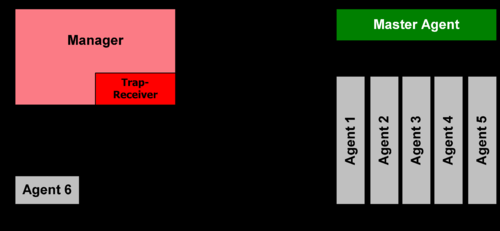 Manager
Trap-
Receiver
Master Agent
Agent 1
Agent 2
Agent 3
Agent 4
Agent 5
Agent 6